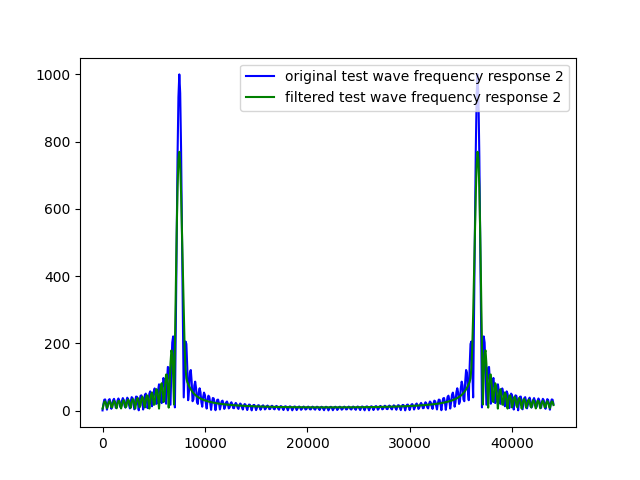 original test wave frequency response 2
filtered test wave frequency response 2
1000
800
600
400
200
0
0 10000 20000 30000 40000